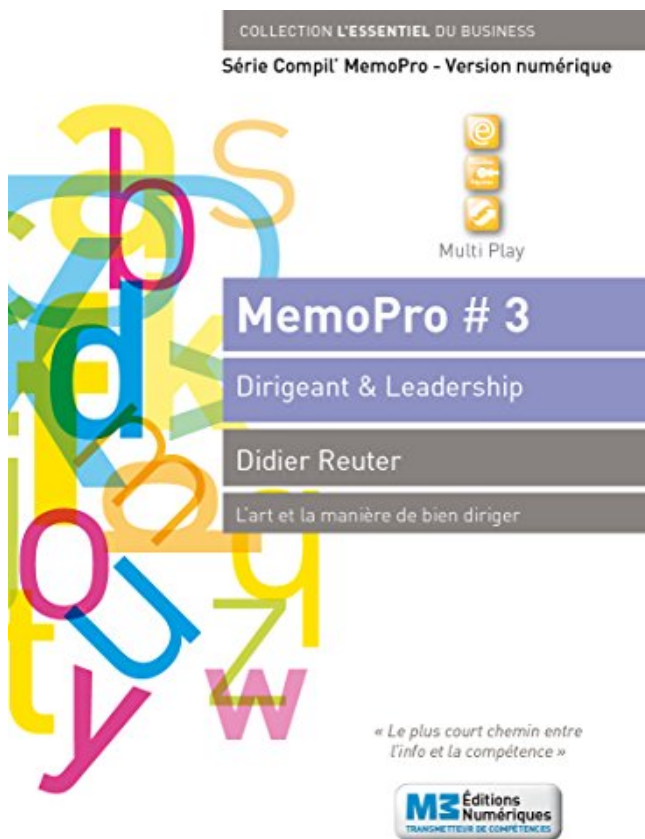 COLLECTION L'ESSENTIEL DU BUSINESS
Série Compil' MemoPro - Version numérique
Multi Play
MemoPro # 3
Dirigeant & Leadership
Didier Reuter
L'art et la manière de bien diriger
« Le plus court chemin entre
l'info et la compétence »
M3 Éditions
Numériques
TRANSMETTEUR DE COMPÉTENCES